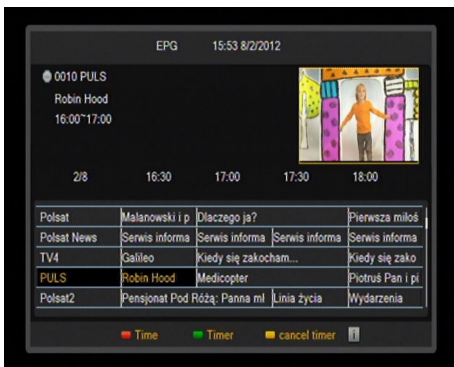 EPG 15:53 8/2/2012
0010 PULS
Robin Hood
16:00~17:00
2/8 16:30 17:00 17:30 18:00
Polsat Malanowski i p Dlaczego ja? Pierwsza miłoś
Polsat News Serwis informa Serwis informa Serwis informa Serwis informa
TV4 Galileo Kiedy się zakocham... Kiedy się zako
PULS Robin Hood Medicopter Piotruś Pan i pi
Polsat2 Pensjonat Pod Różą: Panna mł Linia życia Wydarzenia
Time Timer cancel timer i